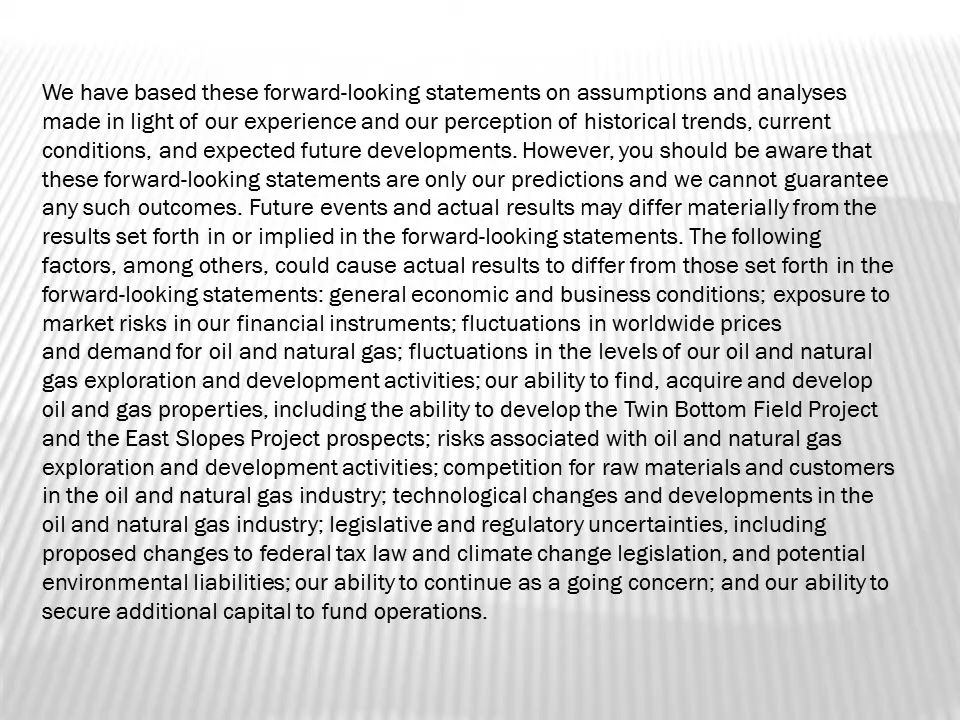 We have based these forward-looking statements on assumptions and analyses
made in light of our experience and our perception of historical trends, current
conditions, and expected future developments. However, you should be aware that
these forward-looking statements are only our predictions and we cannot guarantee
any such outcomes. Future events and actual results may differ materially from the
results set forth in or implied in the forward-looking statements. The following
factors, among others, could cause actual results to differ from those set forth in the
forward-looking statements: general economic and business conditions; exposure to
market risks in our financial instruments; fluctuations in worldwide prices
and demand for oil and natural gas; fluctuations in the levels of our oil and natural
gas exploration and development activities; our ability to find, acquire and develop
oil and gas properties, including the ability to develop the Twin Bottom Field Project
and the East Slopes Project prospects; risks associated with oil and natural gas
exploration and development activities; competition for raw materials and customers
in the oil and natural gas industry; technological changes and developments in the
oil and natural gas industry; legislative and regulatory uncertainties, including
proposed changes to federal tax law and climate change legislation, and potential
environmental liabilities; our ability to continue as a going concern; and our ability to
secure additional capital to fund operations.